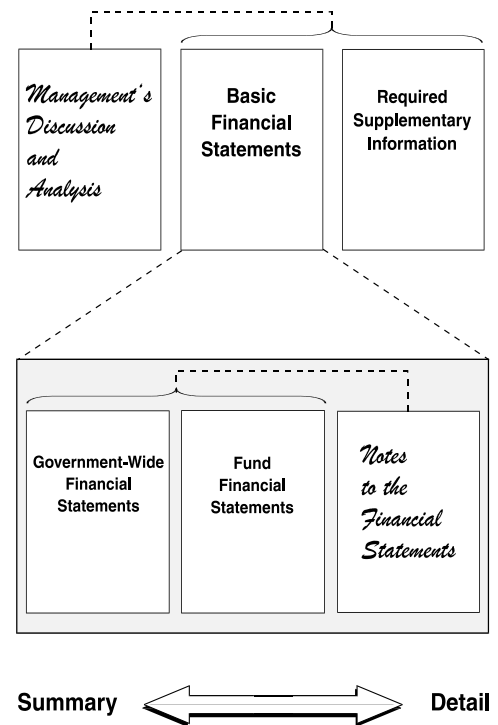 Management's
Discussion
and
Analysis
Basic
Financial
Statements
Required
Supplementary
Information
Government-Wide
Financial
Statements
Fund
Financial
Statements
Notes
to the
Financial
Statements
Summary
Detail